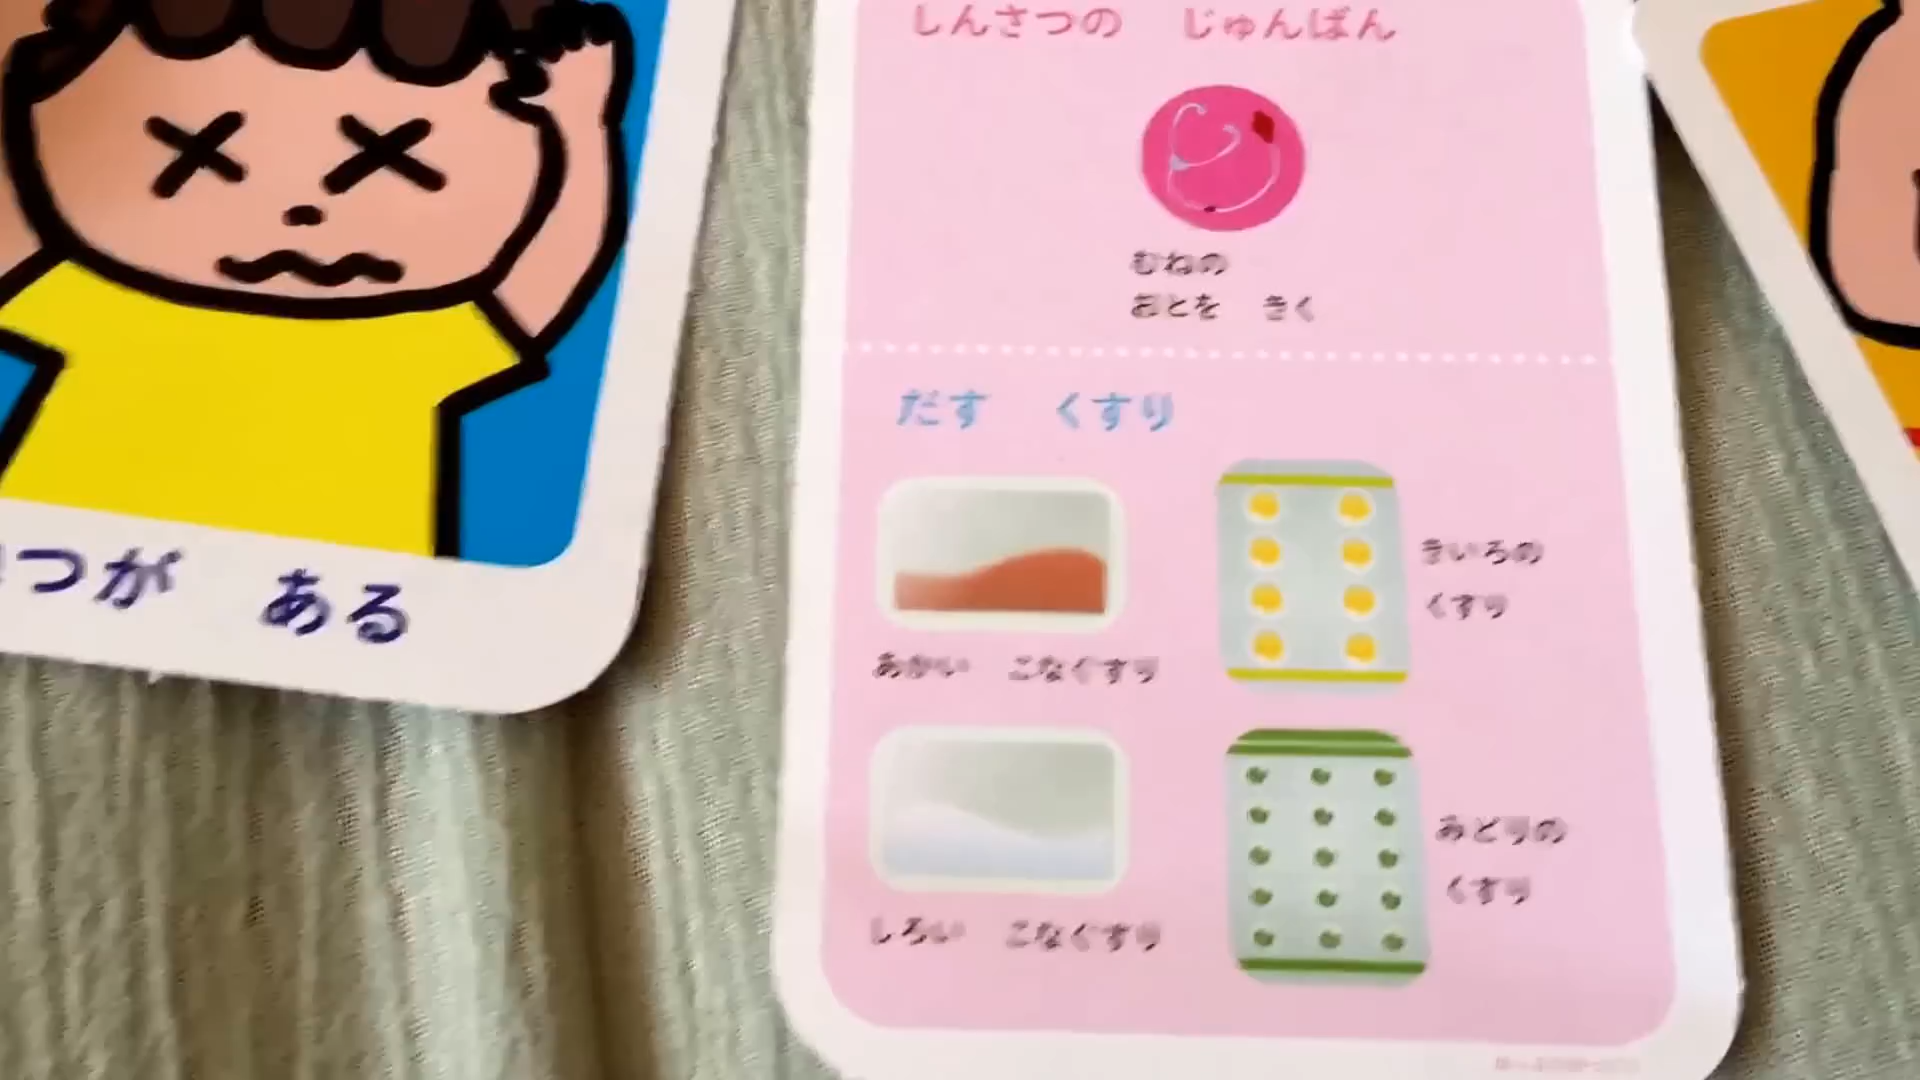 つが ある
しんさつの じゅんばん
むねの
おとを きく
だす くすり
あかい こなぐすり
きいろの
くすり
しろい こなぐすり
みどりの
くすり